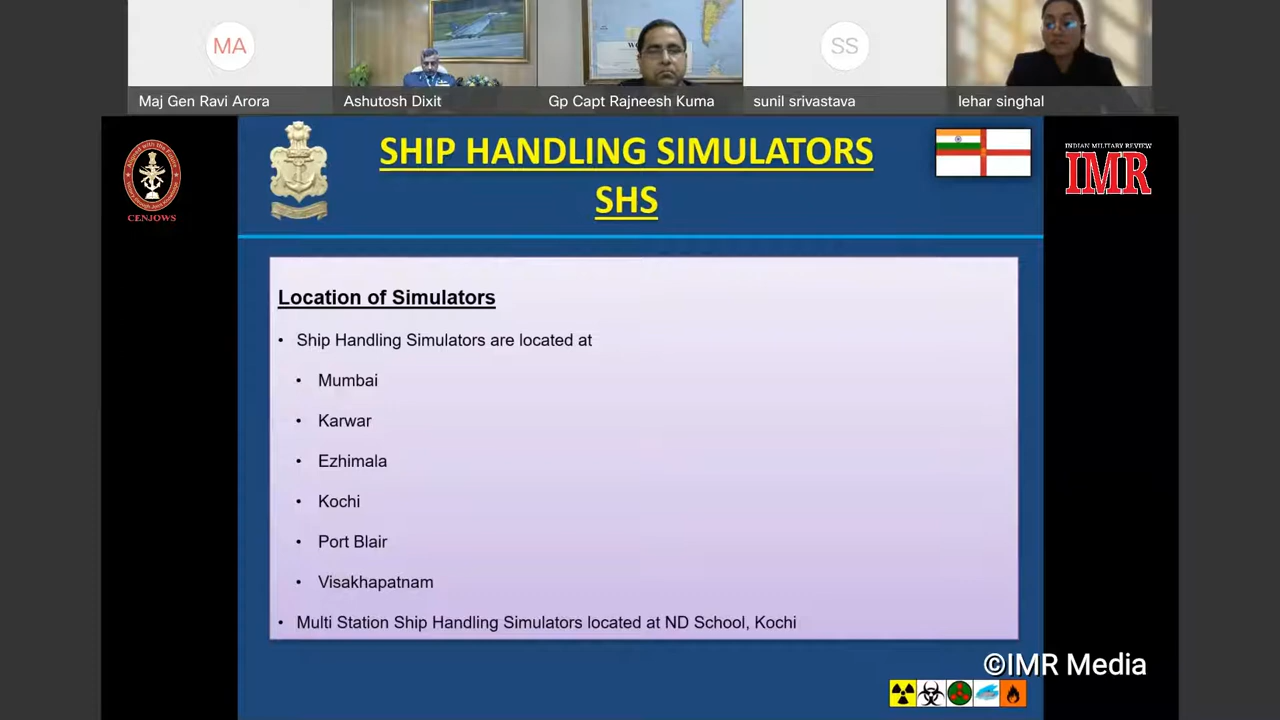 MA
SS
Maj Gen Ravi Arora
Ashutosh Dixit
Gp Capt Rajneesh Kuma
sunil srivastava
lehar singhal
SHIP HANDLING SIMULATORS
SHS
CENJOWS
INDIAN MILITARY REVIEW
IMR
Location of Simulators
• Ship Handling Simulators are located at
• Mumbai
• Karwar
• Ezhimala
• Kochi
• Port Blair
• Visakhapatnam
• Multi Station Ship Handling Simulators located at ND School, Kochi
©IMR Media